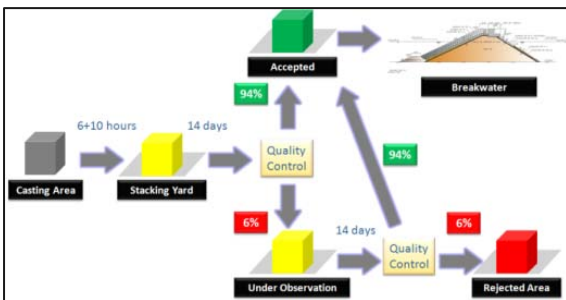 Accepted
Breakwater
94%
6+10 hours
14 days
Quality
Control
94%
Casting Area
Stacking Yard
6%
14 days
Quality
Control
6%
Under Observation
Rejected Area